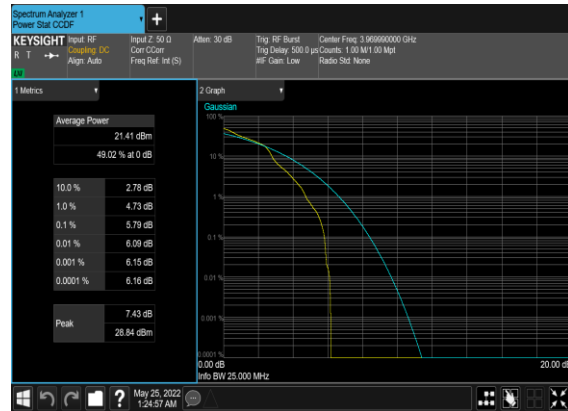 Spectrum Analyzer 1
Power Stat CCDF
KEYSIGHT
R T
LXI
Input: RF
Coupling: DC
Align: Auto
Input Z: 50 Ω
Corr CCorr
Freq Ref: Int (S)
Atten: 30 dB
Trig: RF Burst
Trig Delay: 500.0 µs
#IF Gain: Low
Center Freq: 3.969990000 GHz
Counts: 1.00 M/1.00 Mpt
Radio Std: None
1 Metrics
Average Power
21.41 dBm
49.02 % at 0 dB
10.0 % 2.78 dB
1.0 % 4.73 dB
0.1 % 5.79 dB
0.01 % 6.09 dB
0.001 % 6.15 dB
0.0001 % 6.16 dB
Peak
7.43 dB
28.84 dBm
2 Graph
Gaussian
100 %
10 %
1 %
0.1 %
0.01 %
0.001 %
0.0001 %
0.00 dB
20.00 dB
Info BW 25.000 MHz
?
May 25, 2022
1:24:57 AM